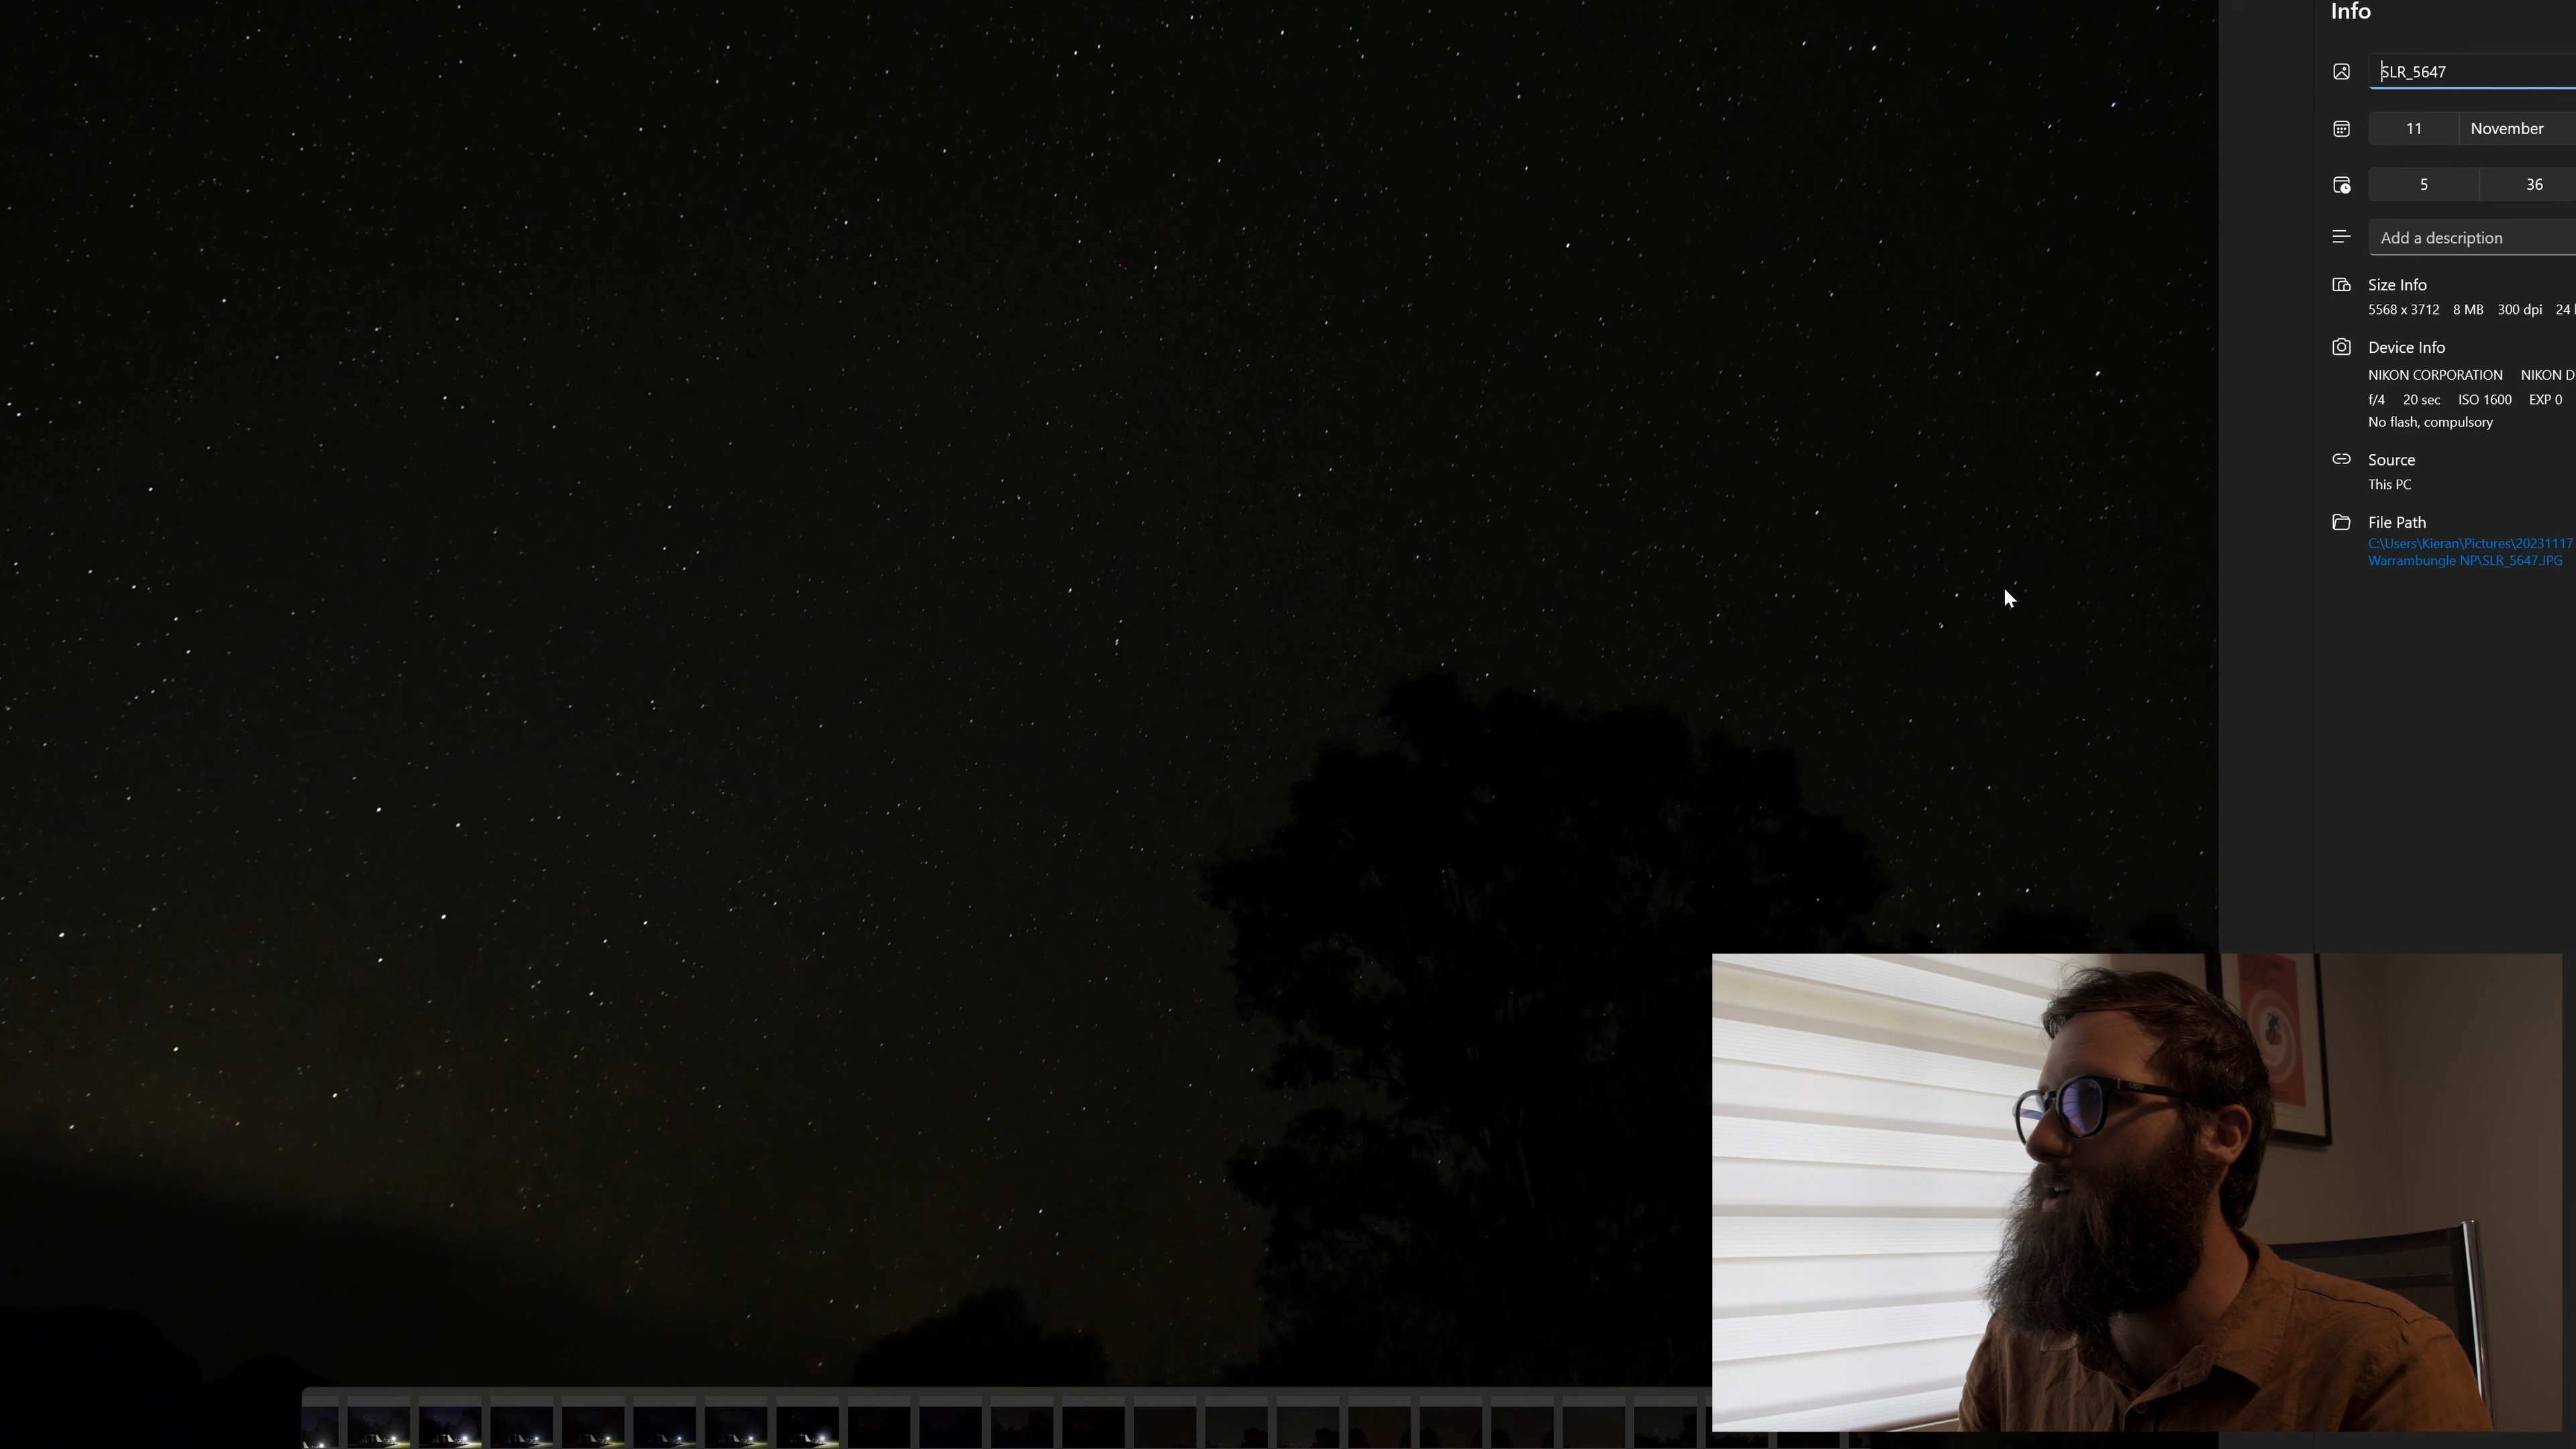 Info
SLR_5647
11 November
5 36
Add a description
Size Info
5568 x 3712 8 MB 300 dpi 24
Device Info
NIKON CORPORATION NIKON D
f/4 20 sec ISO 1600 EXP 0
No flash, compulsory
Source
This PC
File Path
C:\Users\Kieran\Pictures\20231117
Warrambungle NP\SLR_5647.JPG